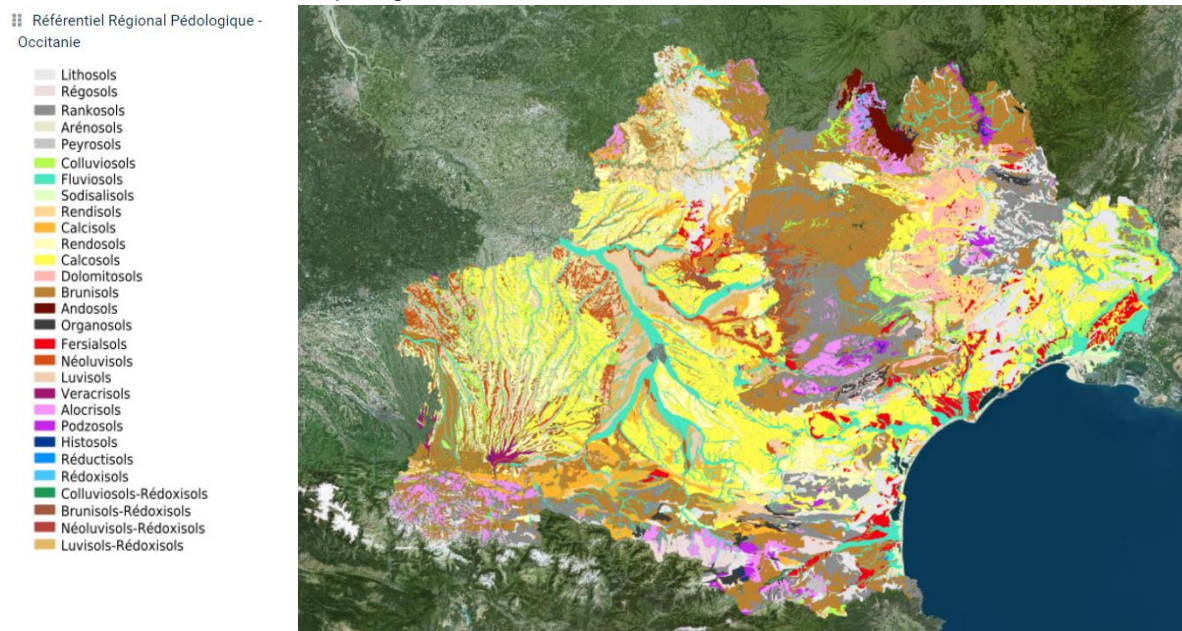 Référentiel Régional Pédologique -
Occitanie
Lithosols
Régosols
Rankosols
Arénosols
Peyrosols
Colluviosols
Fluviosols
Sodisalisols
Rendisols
Calcisols
Rendosols
Calcosols
Dolomitosols
Brunisols
Andosols
Organosols
Fersialsols
Néoluvisols
Luvisols
Veracrisols
Alocrisols
Podzosols
Histosols
Réductisols
Rédoxisols
Colluviosols-Rédoxisols
Brunisols-Rédoxisols
Néoluvisols-Rédoxisols
Luvisols-Rédoxisols